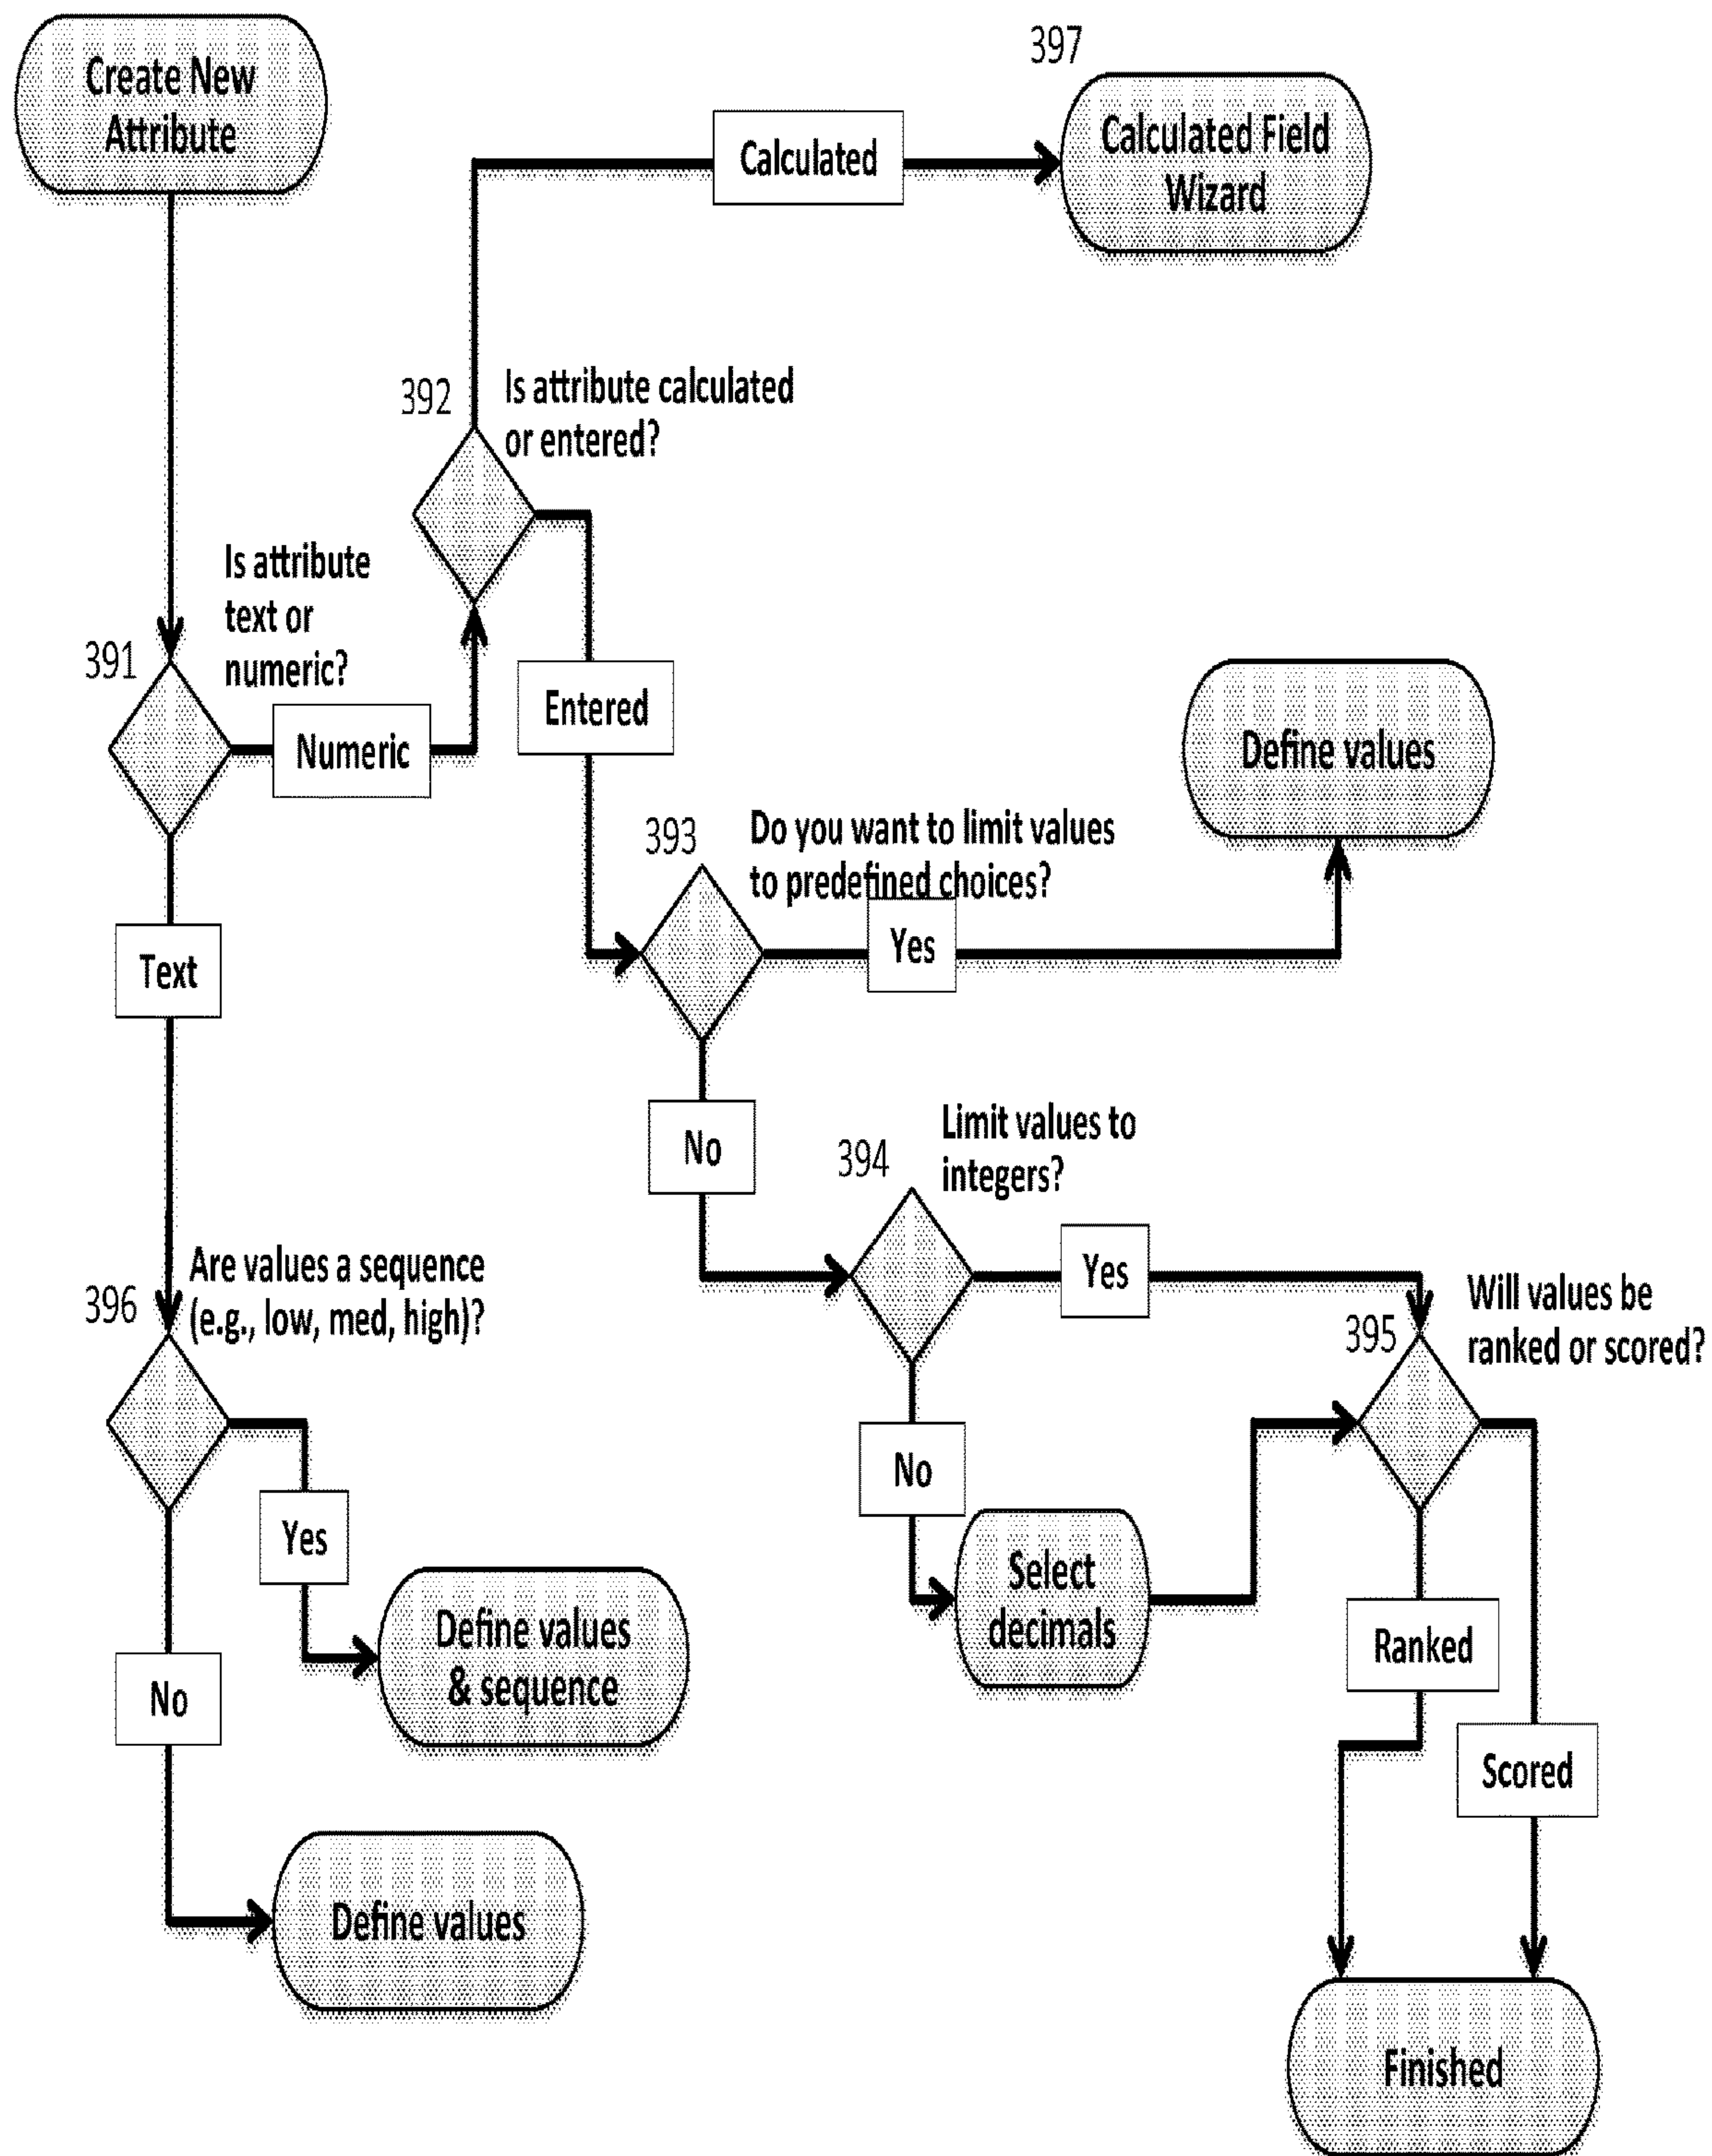 Create New
Attribute
397
Calculated
Calculated Field
Wizard
392
Is attribute calculated
or entered?
Is attribute
text or
numeric?
391
Numeric
Entered
Define values
393
Do you want to limit values
to predefined choices?
Yes
Text
No
394
Limit values to
integers?
Yes
Will values be
ranked or scored?
395
Are values a sequence
(e.g., low, med, high)?
396
No
Yes
Select
decimals
Ranked
Define values
& sequence
No
Scored
Define values
Finished